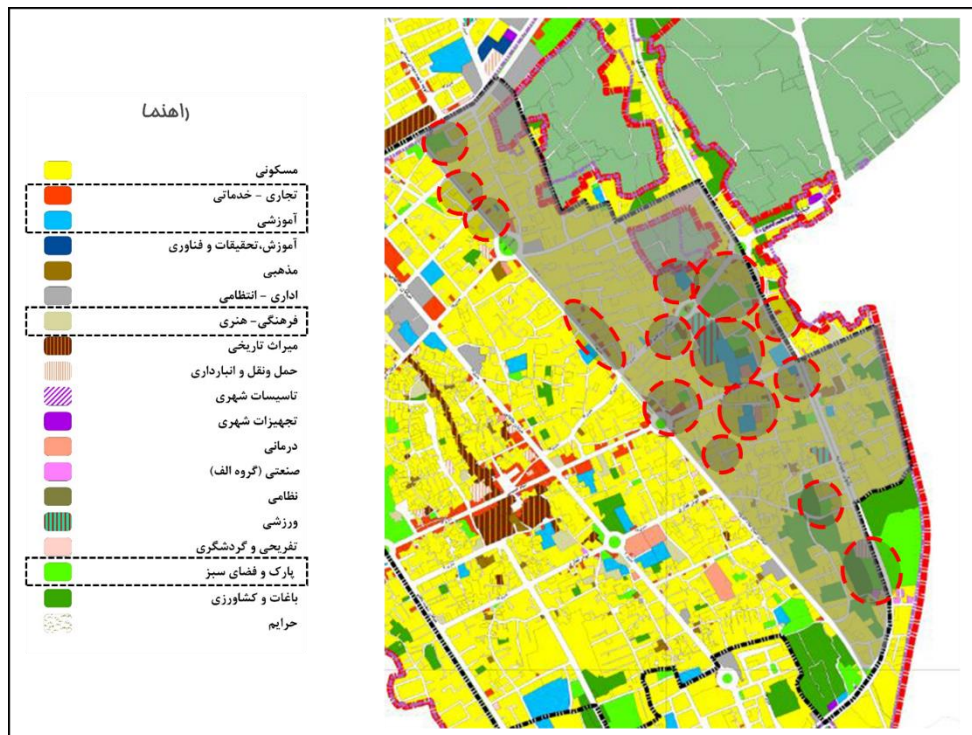 راهنما
مسکونی
تجاری - خدماتی
آموزشی
آموزش،تحقیقات و فناوری
مذهبی
اداری - انتظامی
فرهنگی- هنری
میراث تاریخی
حمل ونقل و انبارداری
تاسیسات شهری
تجهیزات شهری
درمانی
صنعتی (گروه الف)
نظامی
ورزشی
تفریحی و گردشگری
پارک و فضای سبز
باغات و کشاورزی
حرایم